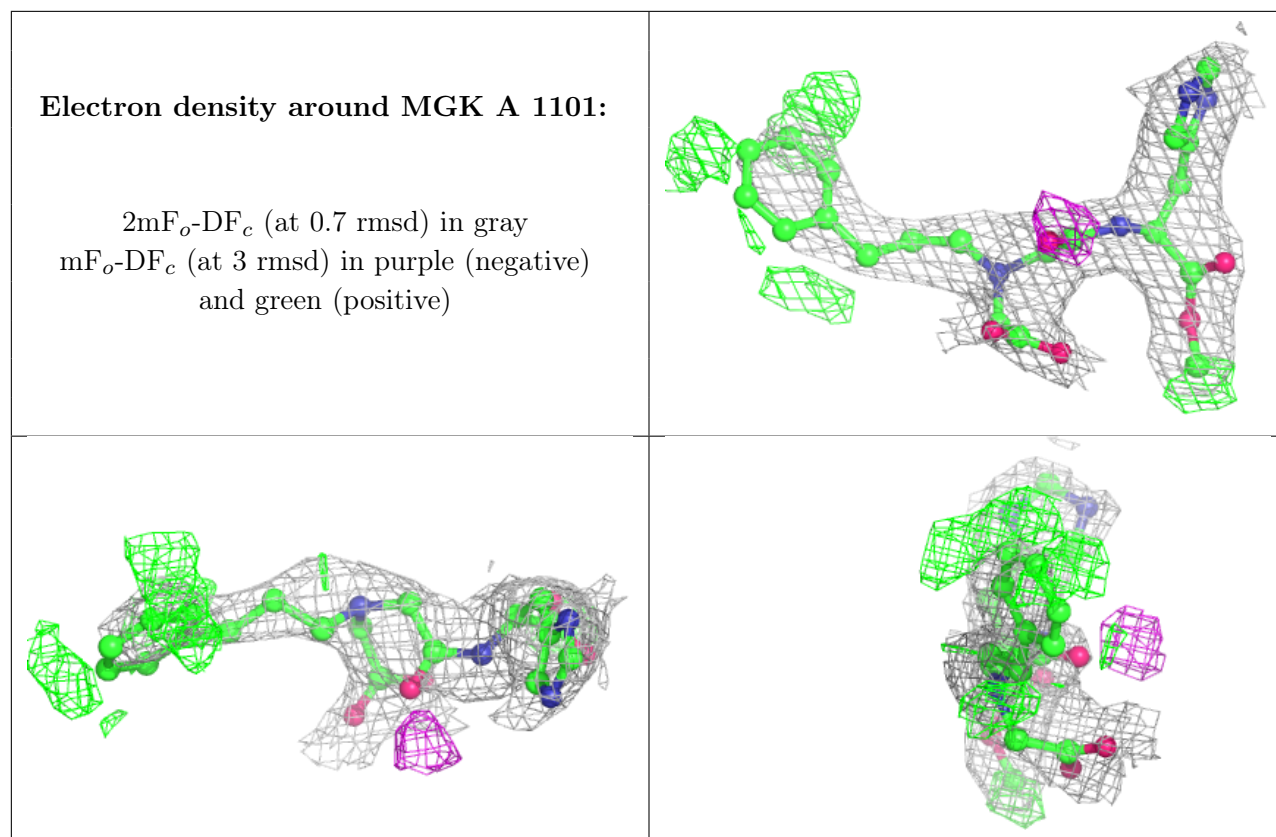 Electron density around MGK A 1101:
2mFo-DFc (at 0.7 rmsd) in gray
mFo-DFc (at 3 rmsd) in purple (negative)
and green (positive)